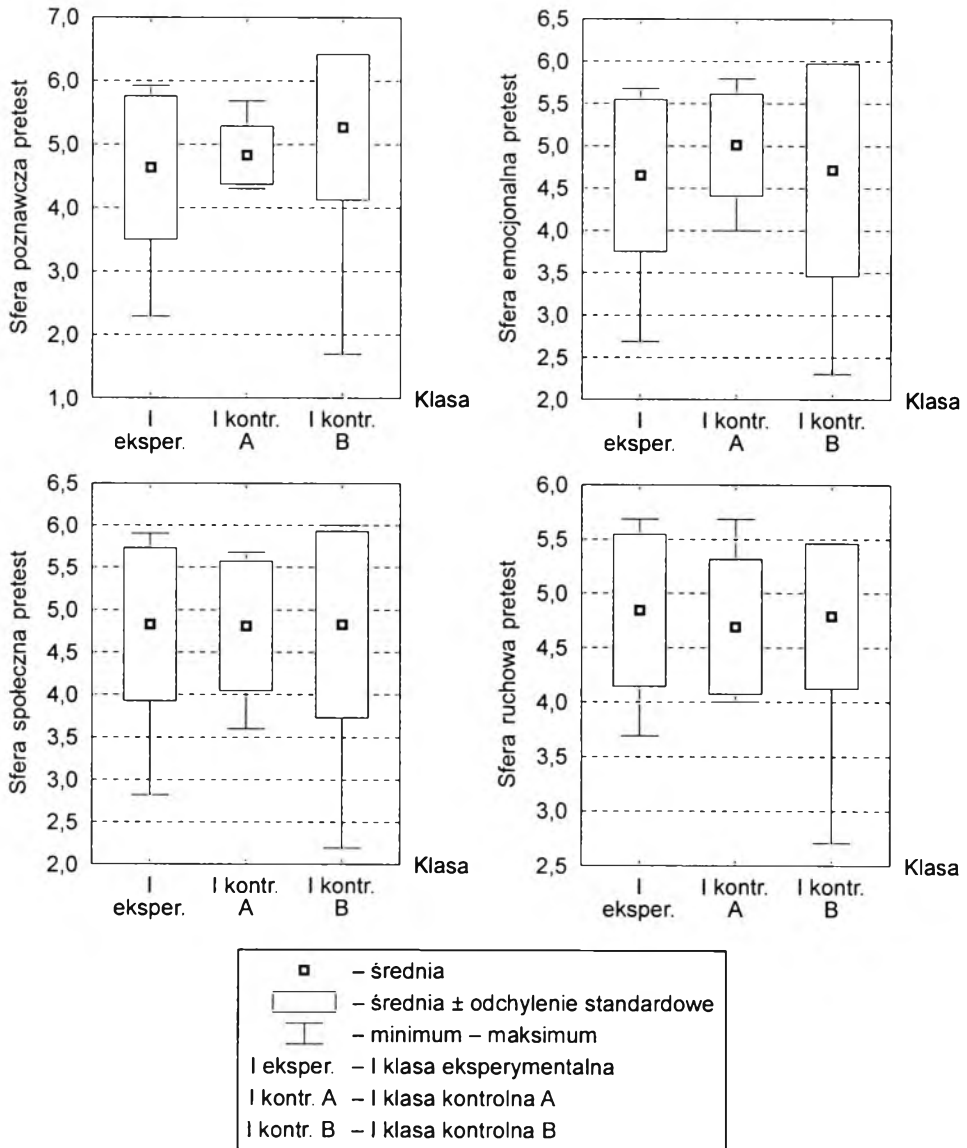 Sfera poznawcza pretest
7,0
6,0
5,0
4,0
3,0
2,0
1,0
I
eksper.
I kontr.
A
I kontr.
B
Klasa
Sfera emocjonalna pretest
6,5
6,0
5,5
5,0
4,5
4,0
3,5
3,0
2,5
2,0
I
eksper.
I kontr.
A
I kontr.
B
Klasa
Sfera społeczna pretest
6,5
6,0
5,5
5,0
4,5
4,0
3,5
3,0
2,5
2,0
I
eksper.
I kontr.
A
I kontr.
B
Klasa
Sfera ruchowa pretest
6,0
5,5
5,0
4,5
4,0
3,5
3,0
2,5
I
eksper.
I kontr.
A
I kontr.
B
Klasa
– średnia
– średnia ± odchylenie standardowe
– minimum – maksimum
I eksper. – I klasa eksperymentalna
I kontr. A – I klasa kontrolna A
I kontr. B – I klasa kontrolna B